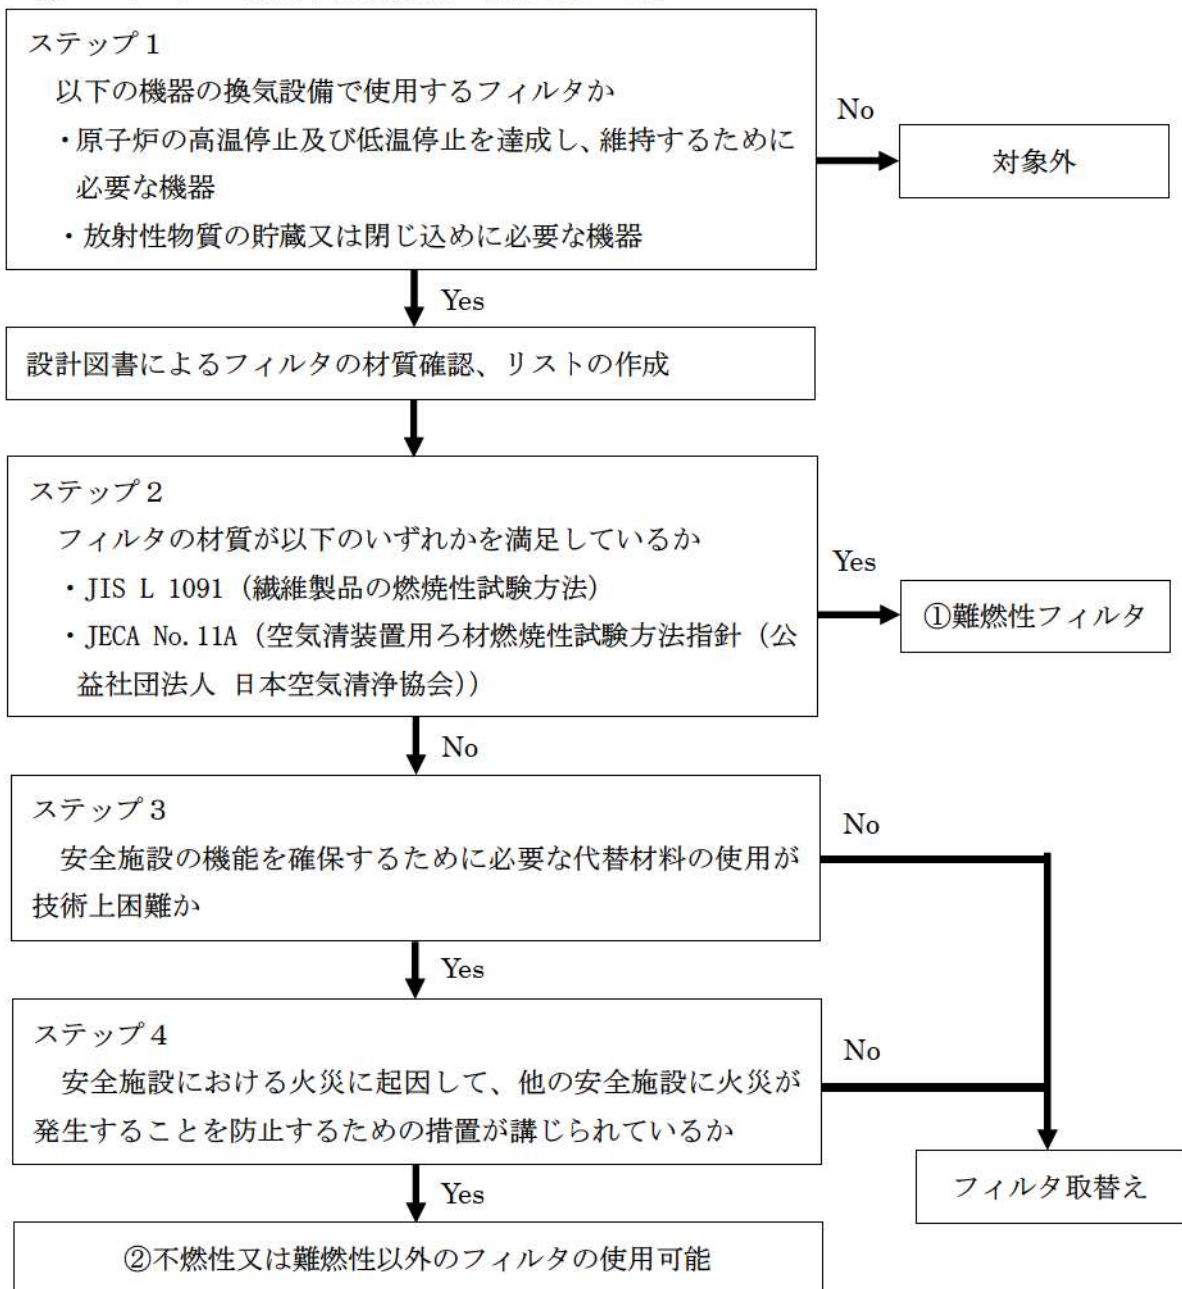 ステップ１
以下の機器の換気設備で使用するフィルタか
・原子炉の高温停止及び低温停止を達成し、維持するために
必要な機器
・放射性物質の貯蔵又は閉じ込めに必要な機器
No
対象外
Yes
設計図書によるフィルタの材質確認、リストの作成
ステップ２
フィルタの材質が以下のいずれかを満足しているか
・JIS L 1091（繊維製品の燃焼性試験方法）
・JECA No.11A（空気清装置用ろ材燃焼性試験方法指針（公
益社団法人 日本空気清浄協会））
Yes
①難燃性フィルタ
No
ステップ３
安全施設の機能を確保するために必要な代替材料の使用が
技術上困難か
No
Yes
ステップ４
安全施設における火災に起因して、他の安全施設に火災が
発生することを防止するための措置が講じられているか
No
フィルタ取替え
Yes
②不燃性又は難燃性以外のフィルタの使用可能